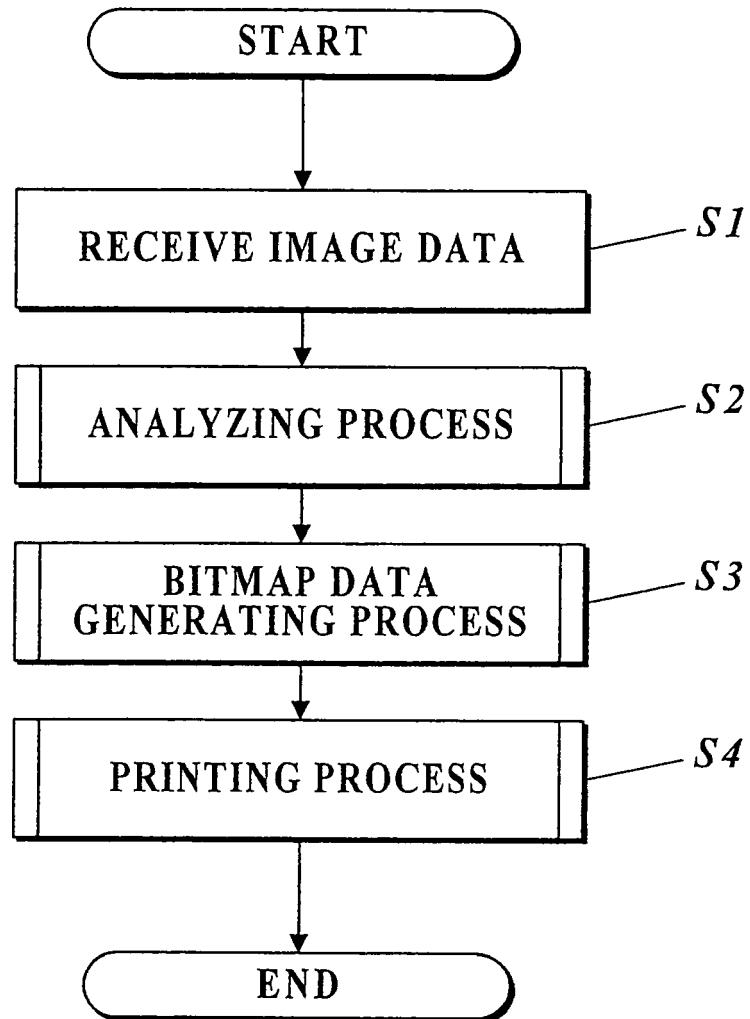 START
RECEIVE IMAGE DATA
S1
ANALYZING PROCESS
S2
BITMAP DATA
GENERATING PROCESS
S3
PRINTING PROCESS
S4
END